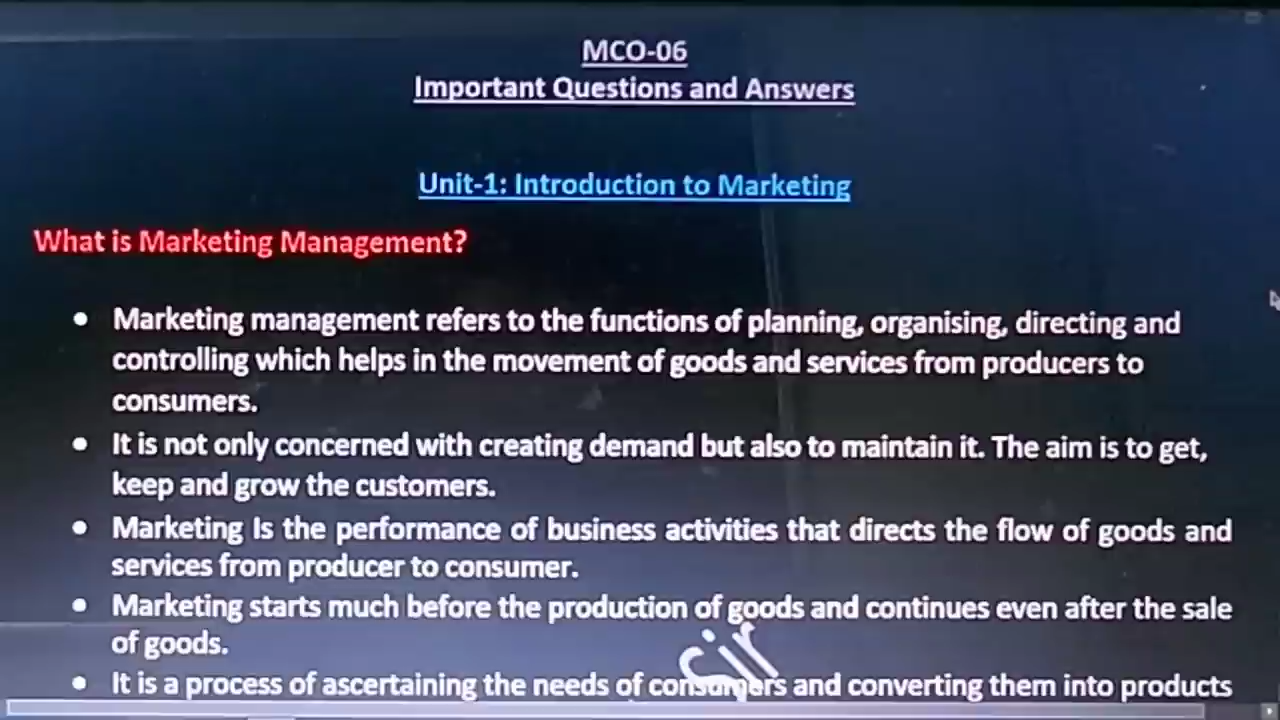 MCO-06
Important Questions and Answers
Unit-1: Introduction to Marketing
What is Marketing Management?
• Marketing management refers to the functions of planning, organising, directing and
controlling which helps in the movement of goods and services from producers to
consumers.
• It is not only concerned with creating demand but also to maintain it. The aim is to get,
keep and grow the customers.
• Marketing Is the performance of business activities that directs the flow of goods and
services from producer to consumer.
• Marketing starts much before the production of goods and continues even after the sale
of goods.
Sir
• It is a process of ascertaining the needs of consumers and converting them into products